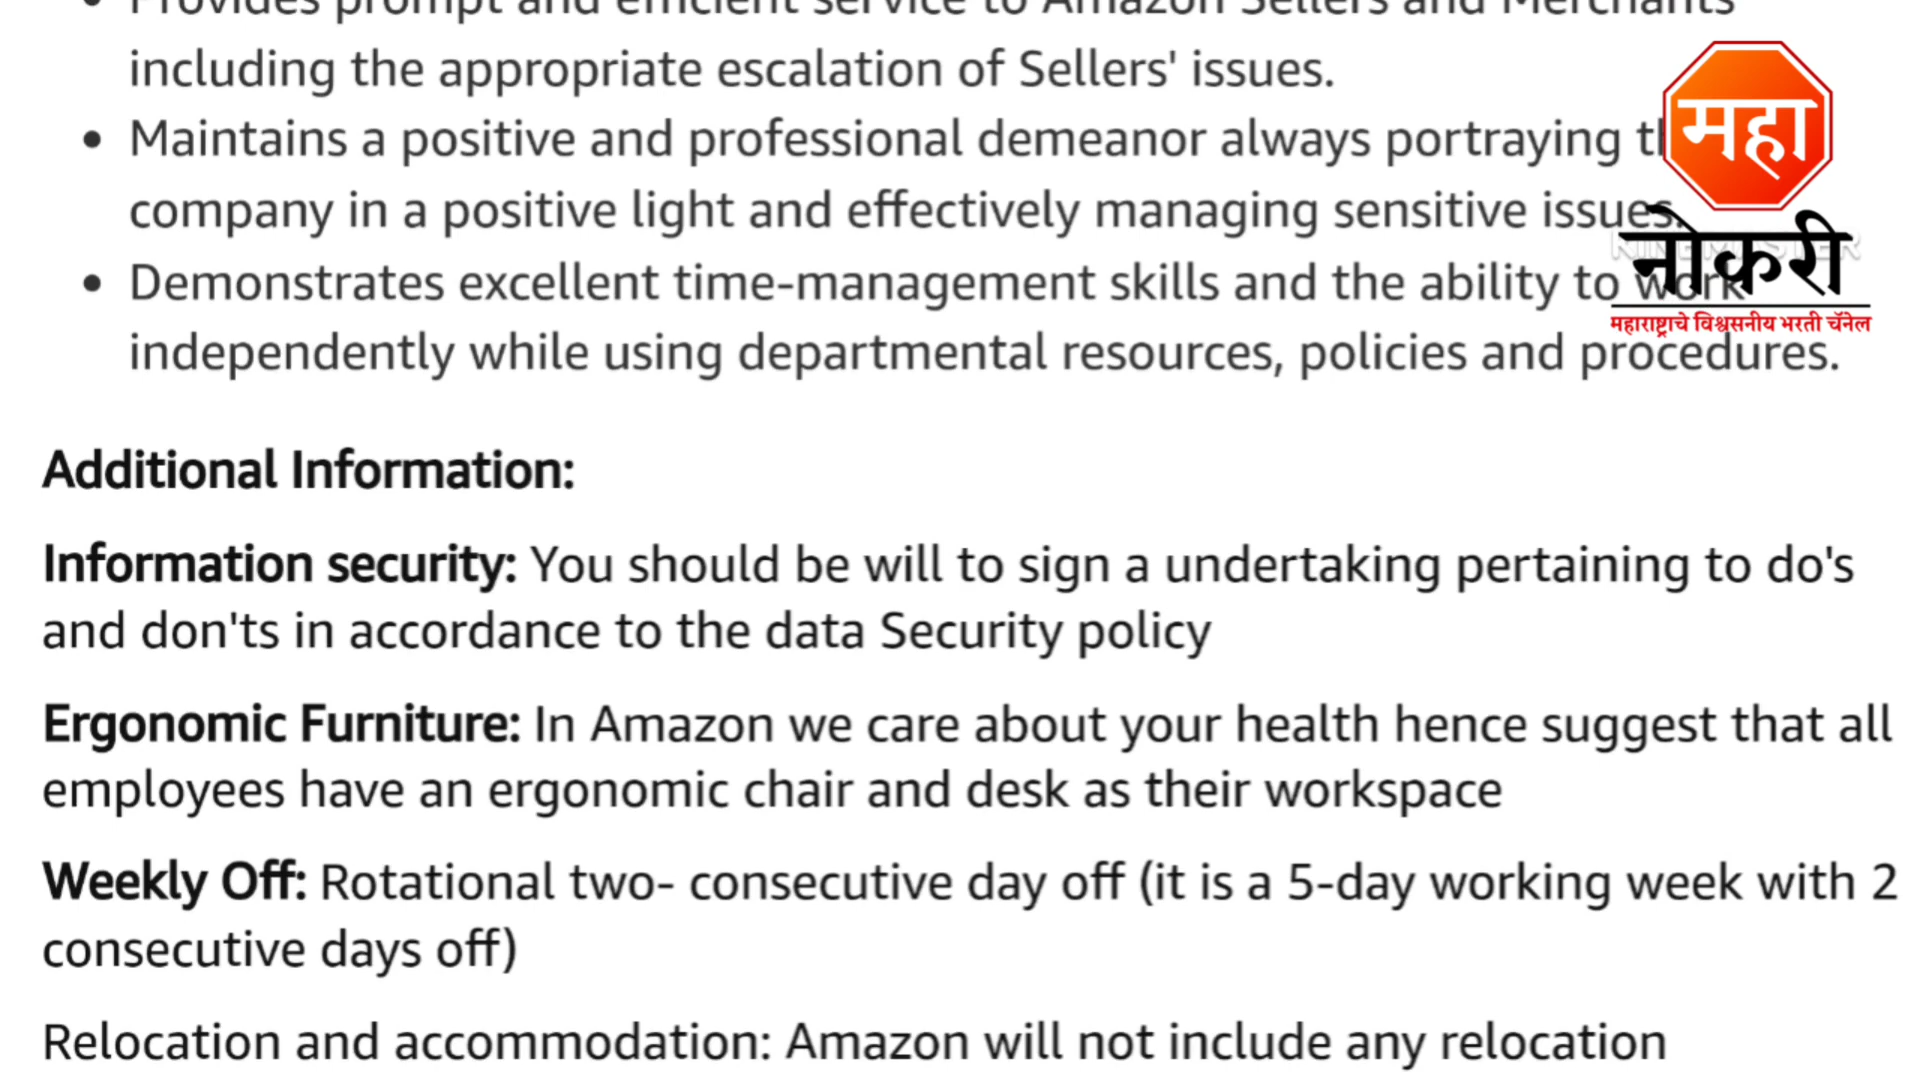 Provides prompt and efficient service to Amazon Sellers and Merchants
including the appropriate escalation of Sellers' issues.
• Maintains a positive and professional demeanor always portraying
company in a positive light and effectively managing sensitive issues.
• Demonstrates excellent time-management skills and the ability to work
independently while using departmental resources, policies and procedures.
महा
नोकरी
KINEMASTER
महाराष्ट्राचे विश्वसनीय भरती चॅनेल
Additional Information:
Information security: You should be will to sign a undertaking pertaining to do's
and don'ts in accordance to the data Security policy
Ergonomic Furniture: In Amazon we care about your health hence suggest that all
employees have an ergonomic chair and desk as their workspace
Weekly Off: Rotational two- consecutive day off (it is a 5-day working week with 2
consecutive days off)
Relocation and accommodation: Amazon will not include any relocation